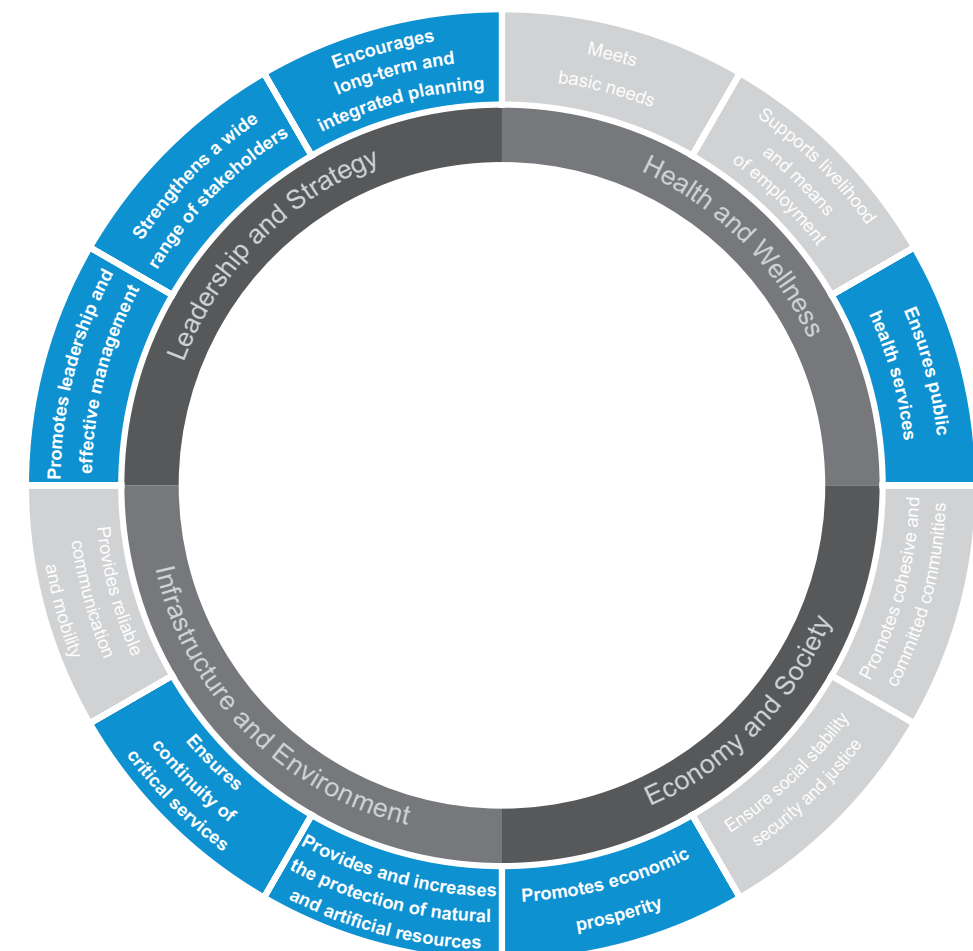 Encourages
long-term and
integrated planning
Meets
basic needs
Supports livelihood
and means
of employment
Ensures public
health services
Promotes cohesive and
committed communities
Ensure social stability
security and justice
Promotes economic
prosperity
Provides and increases
the protection of natural
and artificial resources
Ensures
continuity of
critical services
Provides reliable
communication
and mobility
Promotes leadership and
effective management
Strengthens a wide
range of stakeholders
Leadership and Strategy
Health and Wellness
Economy and Society
Infrastructure and Environment